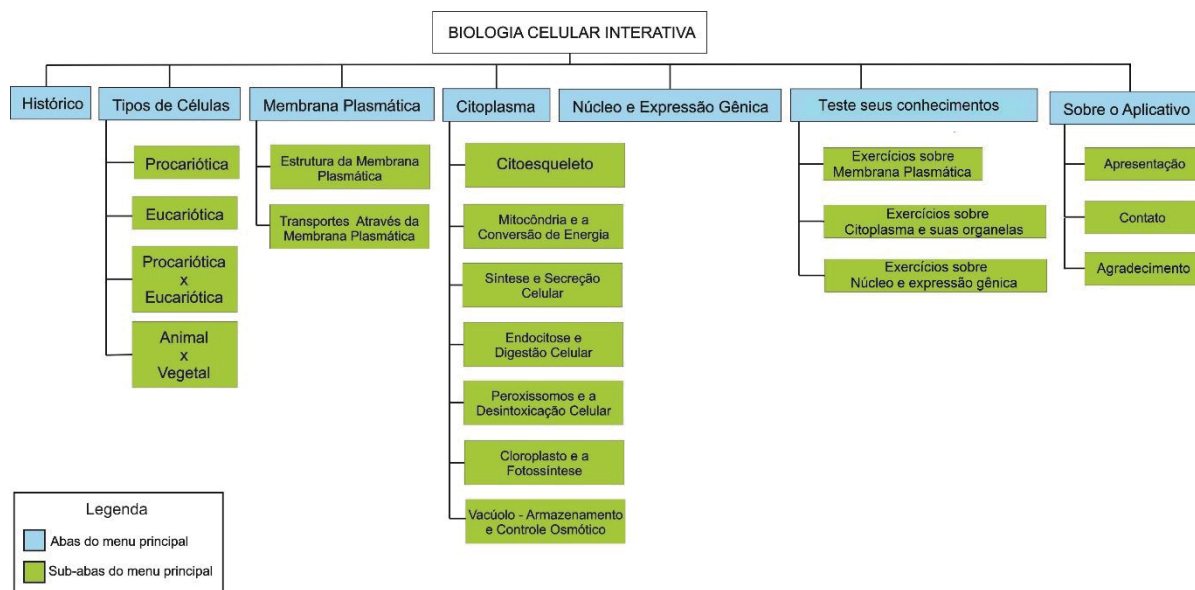 BIOLOGIA CELULAR INTERATIVA
Histórico
Tipos de Células
Procariótica
Eucariótica
Procariótica
x
Eucariótica
Animal
x
Vegetal
Membrana Plasmática
Estrutura da Membrana
Plasmática
Transportes Através da
Membrana Plasmática
Citoplasma
Citoesqueleto
Mitocôndria e a
Conversão de Energia
Síntese e Secreção
Celular
Endocitose e
Digestão Celular
Peroxissomos e a
Desintoxicação Celular
Cloroplasto e a
Fotossíntese
Vacúolo - Armazenamento
e Controle Osmótico
Núcleo e Expressão Gênica
Teste seus conhecimentos
Exercícios sobre
Membrana Plasmática
Exercícios sobre
Citoplasma e suas organelas
Exercícios sobre
Núcleo e expressão gênica
Sobre o Aplicativo
Apresentação
Contato
Agradecimento
Legenda
Abas do menu principal
Sub-abas do menu principal